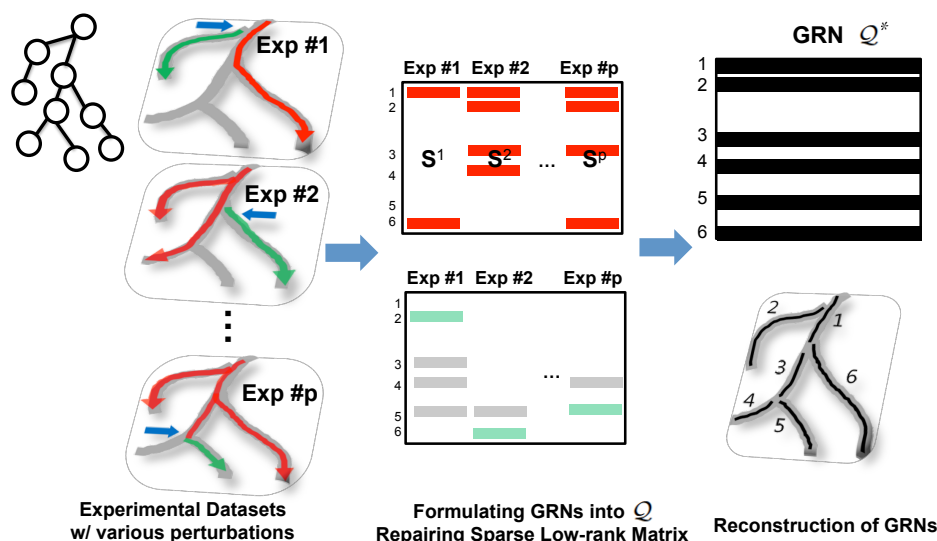 Exp #1
Exp #2
Exp #p
Experimental Datasets
w/ various perturbations
Exp #1 Exp #2 Exp #p
1
2
3
4
5
6
S1 S2 ... Sp
Exp #1 Exp #2 Exp #p
1
2
3
4
5
6
...
Formulating GRNs into Q
Repairing Sparse Low-rank Matrix
GRN Q*
1
2
3
4
5
6
2
1
3
6
4
5
Reconstruction of GRNs